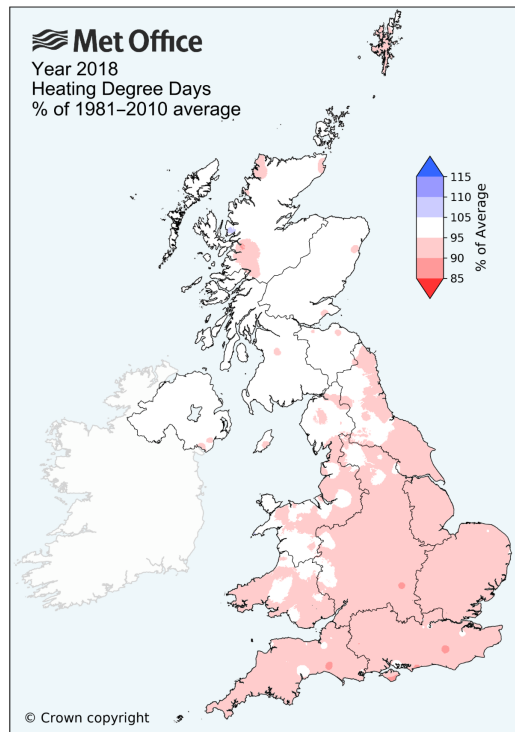 Met Office
Year 2018
Heating Degree Days
% of 1981–2010 average
115
110
105
95
90
85
% of Average
© Crown copyright